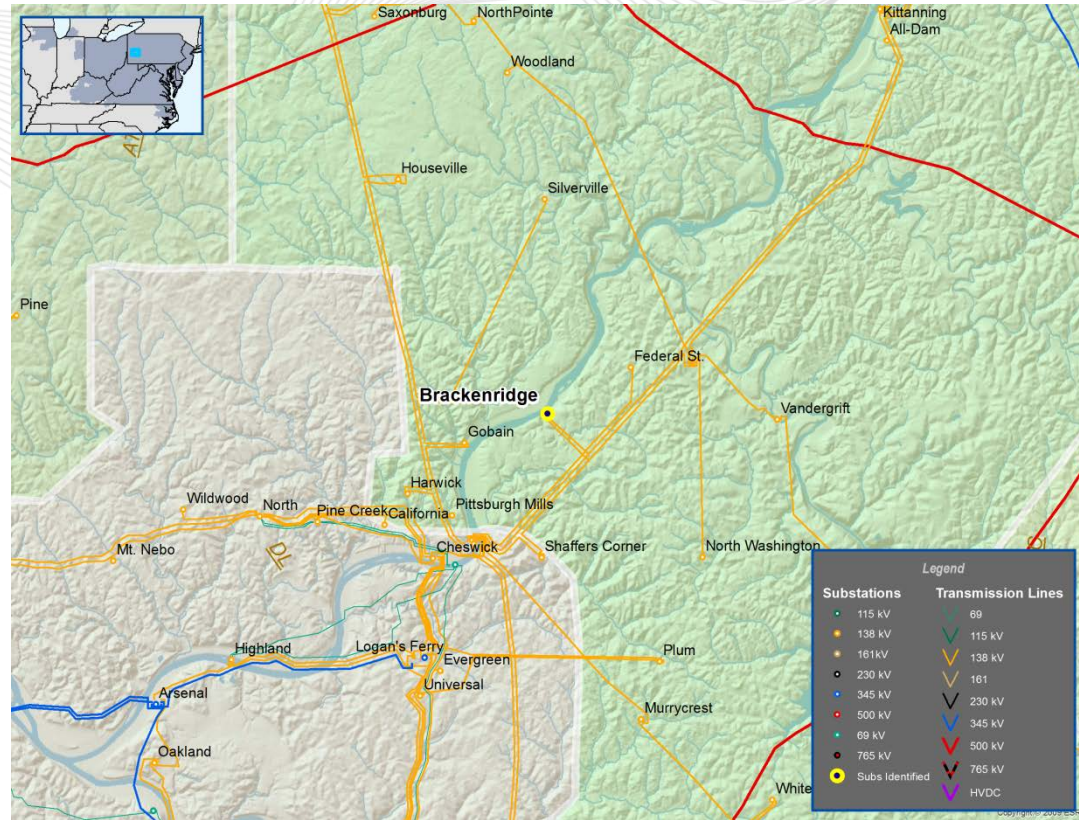 Saxonburg
NorthPointe
Kittanning
All-Dam
Woodland
Houseville
Silverville
Pine
Federal St.
Brackenridge
Vandergrift
Gobain
Harwick
Wildwood
North
Pine Creek
California
Pittsburgh Mills
Mt. Nebo
Cheswick
Shaffers Corner
North Washington
PL
Highland
Logan's Ferry
Evergreen
Plum
Arsenal
Universal
Murrycrest
Oakland
White
Legend
Substations
115 kV
138 kV
161kV
230 kV
345 kV
500 kV
69 kV
765 kV
Subs Identified
Transmission Lines
69
115 kV
138 kV
161
230 kV
345 kV
500 kV
765 kV
HVDC